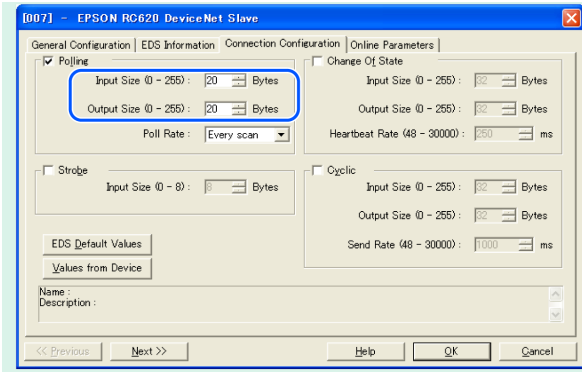 [007] - EPSON RC620 DeviceNet Slave
General Configuration EDS Information Connection Configuration Online Parameters
Polling
Input Size (0 - 255) : 20 Bytes
Output Size (0 - 255) : 20 Bytes
Poll Rate : Every scan
Change Of State
Input Size (0 - 255) : 32 Bytes
Output Size (0 - 255) : 32 Bytes
Heartbeat Rate (48 - 30000) : 250 ms
Strobe
Input Size (0 - 8) : 8 Bytes
Cyclic
Input Size (0 - 255) : 32 Bytes
Output Size (0 - 255) : 32 Bytes
Send Rate (48 - 30000) : 1000 ms
EDS Default Values
Values from Device
Name :
Description :
<< Previous Next >> Help OK Cancel